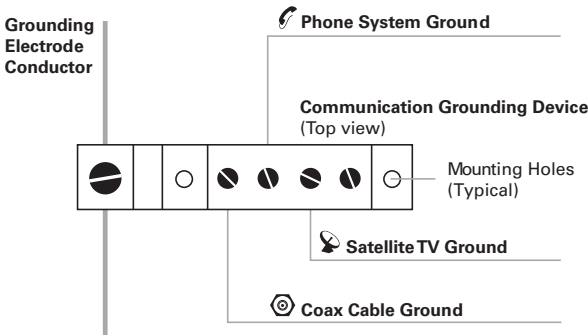 Grounding
Electrode
Conductor
Phone System Ground
Communication Grounding Device
(Top view)
Mounting Holes
(Typical)
Satellite TV Ground
Coax Cable Ground